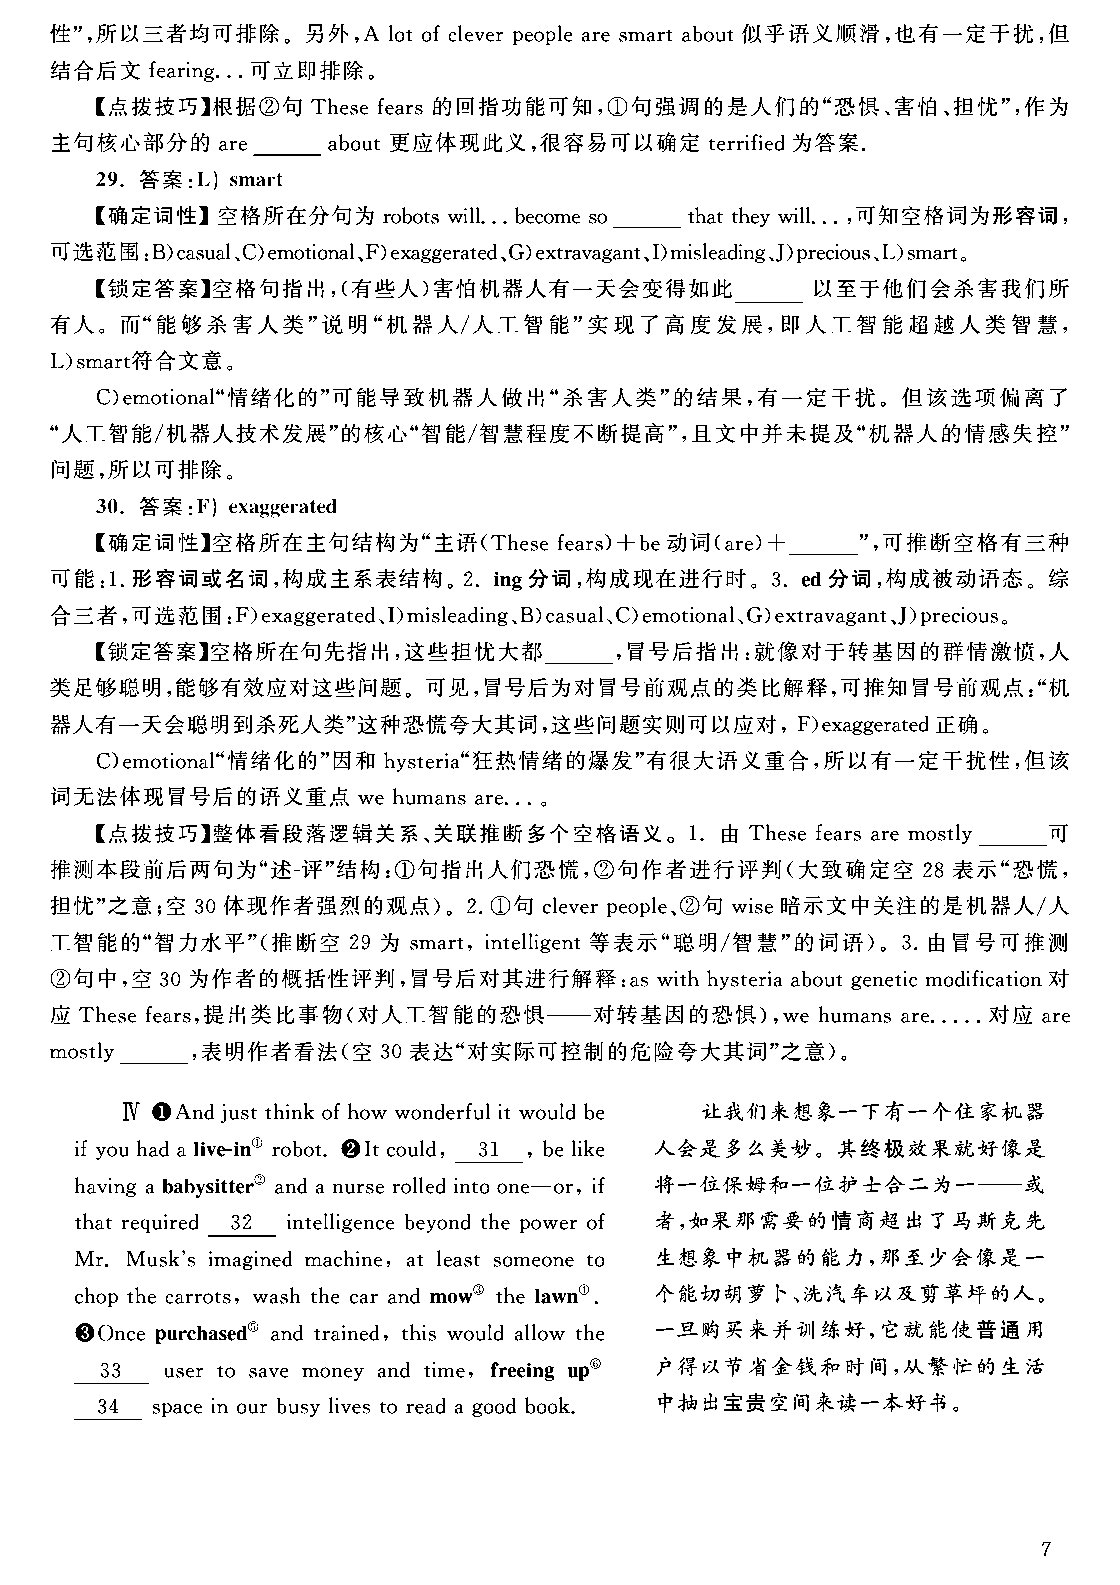 性”,所以三者均可排除。另外,A lot of clever people are smart about 似乎语义顺滑,也有一定干扰,但
结合后文 fearing...可立即排除。
【点拨技巧】根据②句 These fears 的回指功能可知,①句强调的是人们的“恐惧、害怕、担忧”,作为
主句核心部分的 are ______ about 更应体现此义,很容易可以确定 terrified 为答案.
29. 答案:L) smart
【确定词性】空格所在分句为 robots will...become so ______ that they will...,可知空格词为形容词,
可选范围:B)casual、C)emotional、F)exaggerated、G)extravagant、I)misleading、J)precious、L)smart。
【锁定答案】空格句指出,(有些人)害怕机器人有一天会变得如此______ 以至于他们会杀害我们所
有人。而“能够杀害人类”说明“机器人/人工智能”实现了高度发展,即人工智能超越人类智慧,
L)smart符合文意。
C)emotional“情绪化的”可能导致机器人做出“杀害人类”的结果,有一定干扰。但该选项偏离了
“人工智能/机器人技术发展”的核心“智能/智慧程度不断提高”,且文中并未提及“机器人的情感失控”
问题,所以可排除。
30. 答案:F) exaggerated
【确定词性】空格所在主句结构为“主语(These fears)+be 动词(are)+______”,可推断空格有三种
可能:1.形容词或名词,构成主系表结构。2. ing 分词,构成现在进行时。3. ed 分词,构成被动语态。综
合三者,可选范围:F)exaggerated、I)misleading、B)casual、C)emotional、G)extravagant、J)precious。
【锁定答案】空格所在句先指出,这些担忧大都______,冒号后指出:就像对于转基因的群情激愤,人
类足够聪明,能够有效应对这些问题。可见,冒号后为对冒号前观点的类比解释,可推知冒号前观点:“机
器人有一天会聪明到杀死人类”这种恐慌夸大其词,这些问题实则可以应对, F)exaggerated 正确。
C)emotional“情绪化的”因和 hysteria“狂热情绪的爆发”有很大语义重合,所以有一定干扰性,但该
词无法体现冒号后的语义重点 we humans are...。
【点拨技巧】整体看段落逻辑关系、关联推断多个空格语义。1. 由 These fears are mostly ______可
推测本段前后两句为“述-评”结构:①句指出人们恐慌,②句作者进行评判(大致确定空 28 表示“恐慌,
担忧”之意;空 30 体现作者强烈的观点)。2.①句 clever people、②句 wise 暗示文中关注的是机器人/人
工智能的“智力水平”(推断空 29 为 smart, intelligent 等表示“聪明/智慧”的词语)。3.由冒号可推测
②句中,空 30 为作者的概括性评判,冒号后对其进行解释:as with hysteria about genetic modification 对
应 These fears,提出类比事物(对人工智能的恐惧——对转基因的恐惧),we humans are.....对应 are
mostly ______,表明作者看法(空 30 表达“对实际可控制的危险夸大其词”之意)。
Ⅳ ❶And just think of how wonderful it would be
if you had a live-in① robot. ❷It could, 31 , be like
having a babysitter② and a nurse rolled into one—or, if
that required 32 intelligence beyond the power of
Mr. Musk's imagined machine, at least someone to
chop the carrots, wash the car and mow③ the lawn④.
❸Once purchased⑤ and trained, this would allow the
33 user to save money and time, freeing up⑥
34 space in our busy lives to read a good book.
让我们来想象一下有一个住家机器
人会是多么美妙。其终极效果就好像是
将一位保姆和一位护士合二为一——或
者,如果那需要的情商超出了马斯克先
生想象中机器的能力,那至少会像是一
个能切胡萝卜、洗汽车以及剪草坪的人。
一旦购买来并训练好,它就能使普通用
户得以节省金钱和时间,从繁忙的生活
中抽出宝贵空间来读一本好书。
7